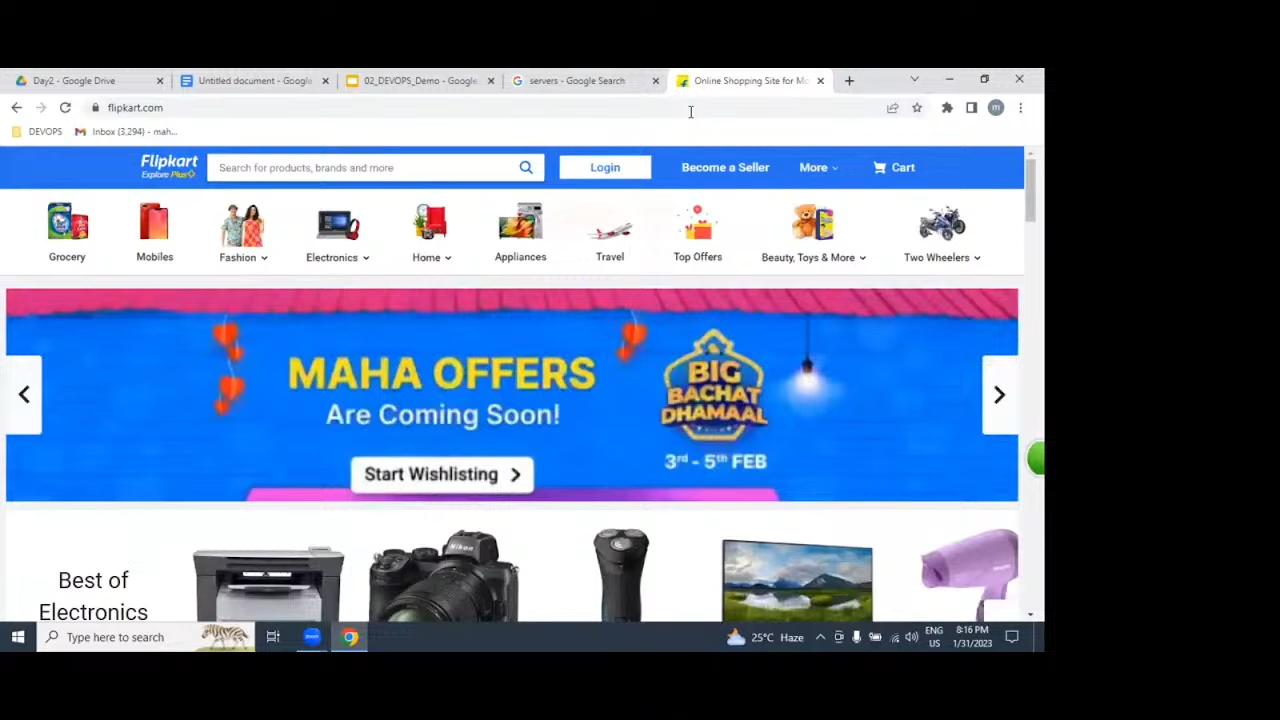 Day2 - Google Drive
Untitled document - Google
02_DEVOPS_Demo - Google
servers - Google Search
Online Shopping Site for Mo
flipkart.com
m
DEVOPS
Inbox (3,294) - mah...
Flipkart
Explore Plus
Search for products, brands and more
Login
Become a Seller
More
Cart
Grocery
Mobiles
Fashion
Electronics
Home
Appliances
Travel
Top Offers
Beauty, Toys & More
Two Wheelers
MAHA OFFERS
Are Coming Soon!
Start Wishlisting
BIG
BACHAT
DHAMAAL
3rd - 5th FEB
Best of
Electronics
Nikon
Type here to search
zoom
25°C Haze
ENG
US
8:16 PM
1/31/2023